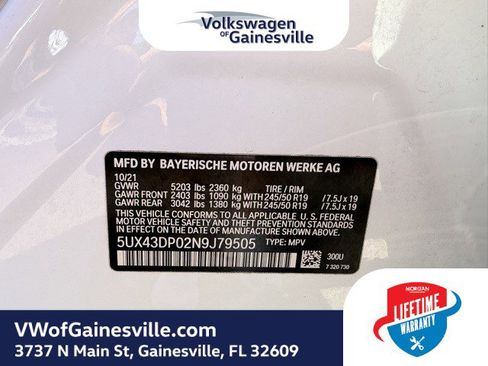 Volkswagen
OF Gainesville
MFD BY BAYERISCHE MOTOREN WERKE AG
10/21
GVWR 5203 lbs 2360 kg TIRE / RIM
GAWR FRONT 2403 lbs 1090 kg 245/50 R19 /7.5J x 19
GAWR REAR 3042 lbs 1380 kg 245/50 R19 /7.5J x 19
THIS VEHICLE CONFORMS TO ALL APPLICABLE U.S. FEDERAL
MOTOR VEHICLE SAFETY AND THEFT PREVENTION STANDARDS
IN EFFECT ON THE DATE OF MANUFACTURE SHOWN ABOVE.
5UX43DP02N9J79505 TYPE: MPV
300U
7 320 730
MORGAN
LIFETIME
WARRANTY
VWofGainesville.com
3737 N Main St, Gainesville, FL 32609